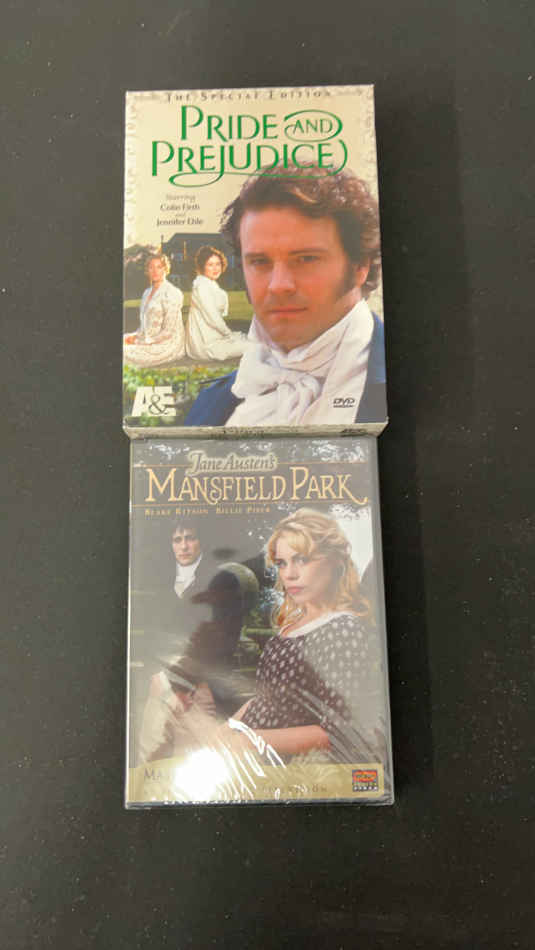 THE SPECIAL EDITION
PRIDE AND
PREJUDICE
Starring
Colin Firth
and
Jennifer Ehle
A&E
DVD
Jane Austen's
MANSFIELD PARK
BLAKE RITSON BILLIE PIPER